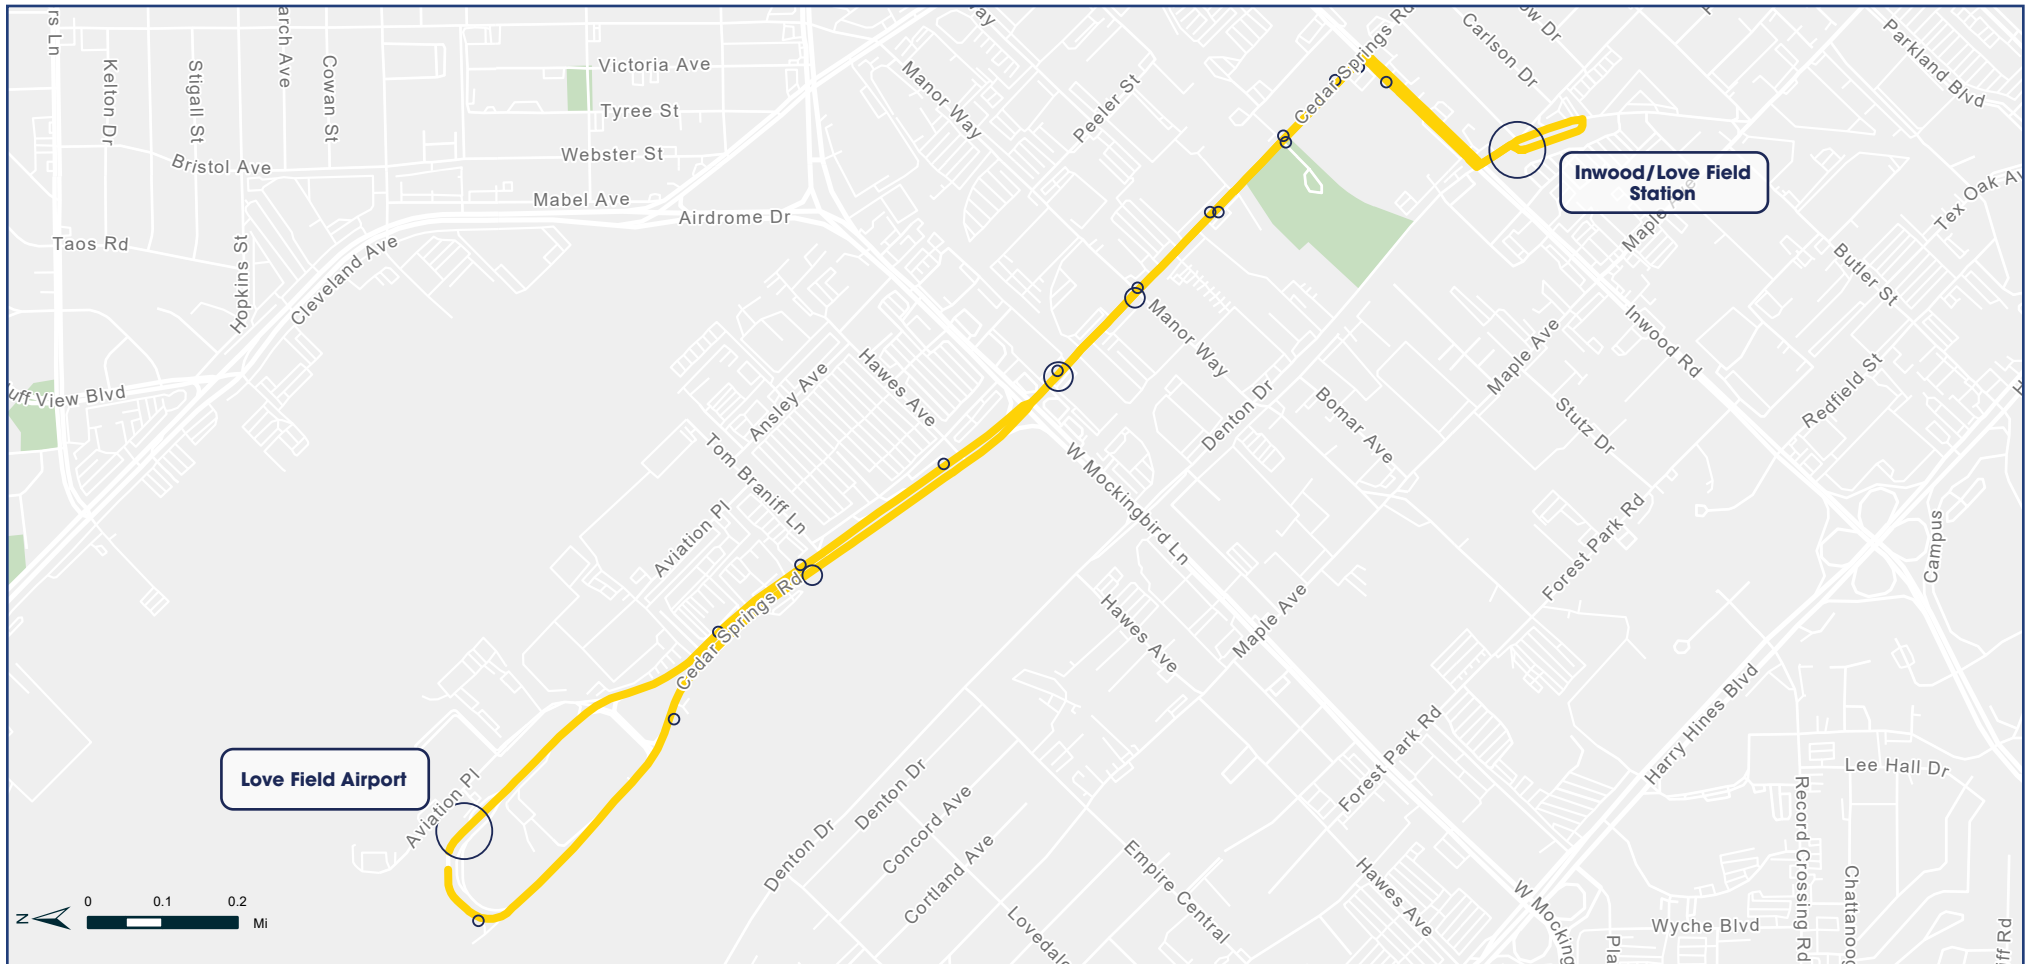 Kelton Dr
Stigall St
Cowan St
Victoria Ave
Tyree St
Webster St
Bristol Ave
Mabel Ave
Airdrome Dr
Taos Rd
Hopkins St
Cleveland Ave
Manor Way
Peeler St
Cedar Springs Rd
Carlson Dr
Parkland Blvd
Inwood/Love Field
Station
Maple Ave
Butler St
Manor Way
Inwood Rd
Ansley Ave
Hawes Ave
Denton Dr
Bomar Ave
Maple Ave
Stutz Dr
Redfield St
Tom Braniff Ln
Aviation Pl
W Mockingbird Ln
Forest Park Rd
Campns
Cedar Springs Rd
Hawes Ave
Maple Ave
Love Field Airport
Aviation Pl
Forest Park Rd
Harry Hines Blvd
Lee Hall Dr
Denton Dr
Denton Dr
Concord Ave
Cortland Ave
Empire Central
Hawes Ave
Record Crossing Rd
Wyche Blvd
N
0 0.1 0.2
Mi